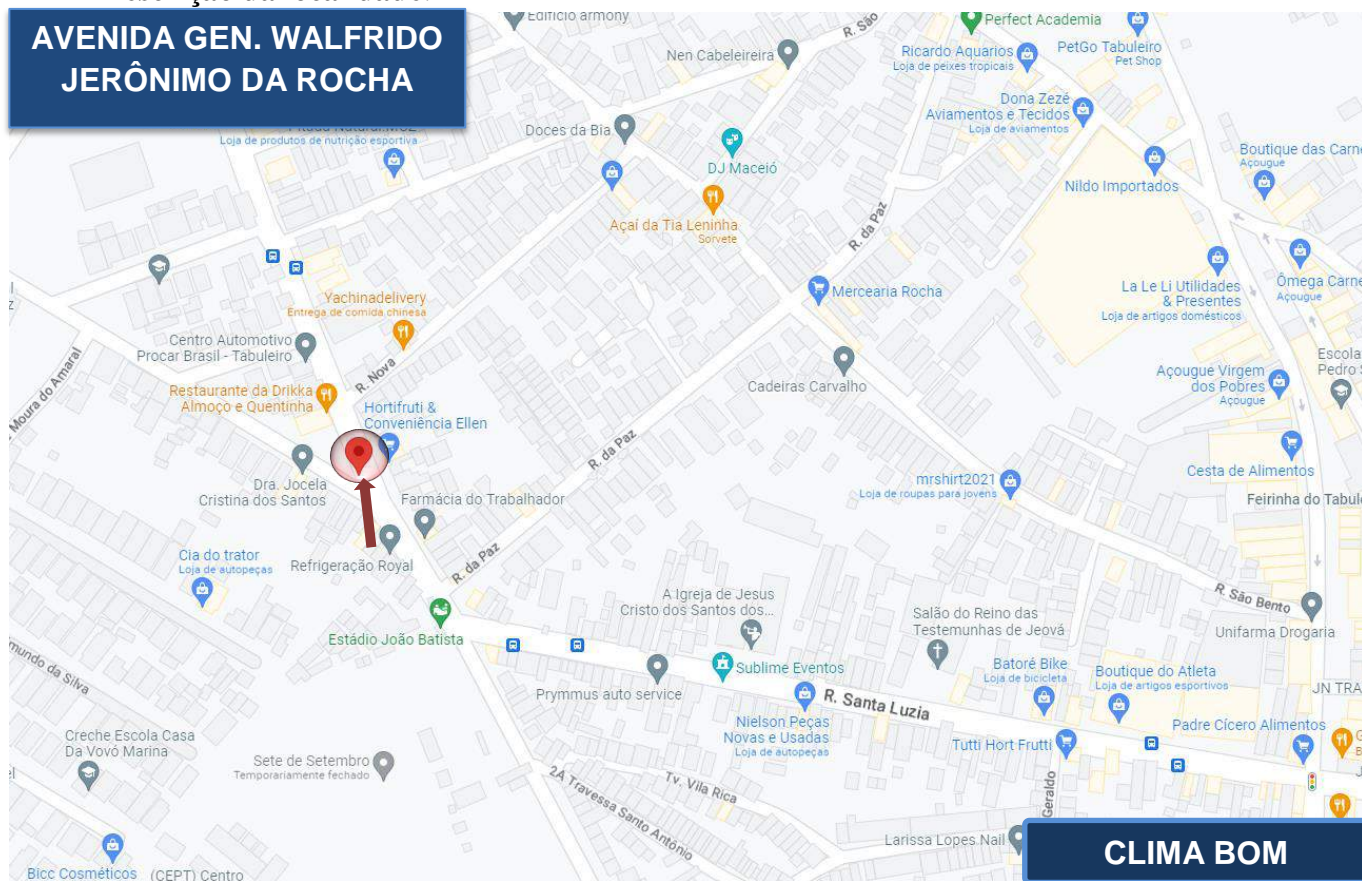 AVENIDA GEN. WALFRIDO
JERÔNIMO DA ROCHA
Edifício armony
Nen Cabeleireira
R. São
Perfect Academia
Ricardo Aquarios
Loja de peixes tropicais
PetGo Tabuleiro
Pet Shop
Dona Zezé
Aviamentos e Tecidos
Loja de aviamentos
Loja de produtos de nutrição esportiva
Doces da Bia
DJ Maceió
Boutique das Carne
Açougue
Nildo Importados
Açaí da Tia Leninha
Sorvete
R. da Paz
Yachinadelivery
Entrega de comida chinesa
Mercearia Rocha
La Le Li Utilidades
& Presentes
Loja de artigos domésticos
Ômega Carne
Açougue
Centro Automotivo
Procar Brasil - Tabuleiro
R. Nova
Moura do Amaral
Cadeiras Carvalho
Escola
Pedro S
Açougue Virgem
dos Pobres
Açougue
Restaurante da Drikka
Almoço e Quentinha
Hortifruti &
Conveniência Ellen
R. da Paz
Cesta de Alimentos
Dra. Jocela
Cristina dos Santos
Farmácia do Trabalhador
mrshirt2021
Loja de roupas para jovens
Feirinha do Tabul
Cia do trator
Loja de autopeças
Refrigeração Royal
R. da Paz
A Igreja de Jesus
Cristo dos Santos dos...
R. São Bento
Salão do Reino das
Testemunhas de Jeová
Unifarma Drogaria
Estádio João Batista
mundo da Silva
Sublime Eventos
Batoré Bike
Loja de bicicleta
Boutique do Atleta
Loja de artigos esportivos
JN TRA
Prymmus auto service
R. Santa Luzia
Nielson Peças
Novas e Usadas
Loja de autopeças
Padre Cícero Alimentos
Tutti Hort Frutti
Creche Escola Casa
Da Vovó Marina
Sete de Setembro
Temporariamente fechado
2A Travessa Santo Antônio
Tv. Vila Rica
Geraldo
Larissa Lopes Nail
CLIMA BOM
Bicc Cosméticos
(CEPT) Centro